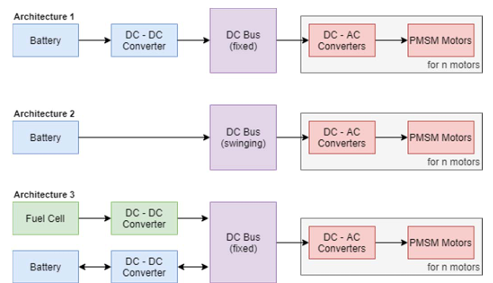 Architecture 1
Battery
DC - DC
Converter
DC Bus
(fixed)
DC - AC
Converters
PMSM Motors
for n motors
Architecture 2
Battery
DC Bus
(swinging)
DC - AC
Converters
PMSM Motors
for n motors
Architecture 3
Fuel Cell
DC - DC
Converter
Battery
DC - DC
Converter
DC Bus
(fixed)
DC - AC
Converters
PMSM Motors
for n motors